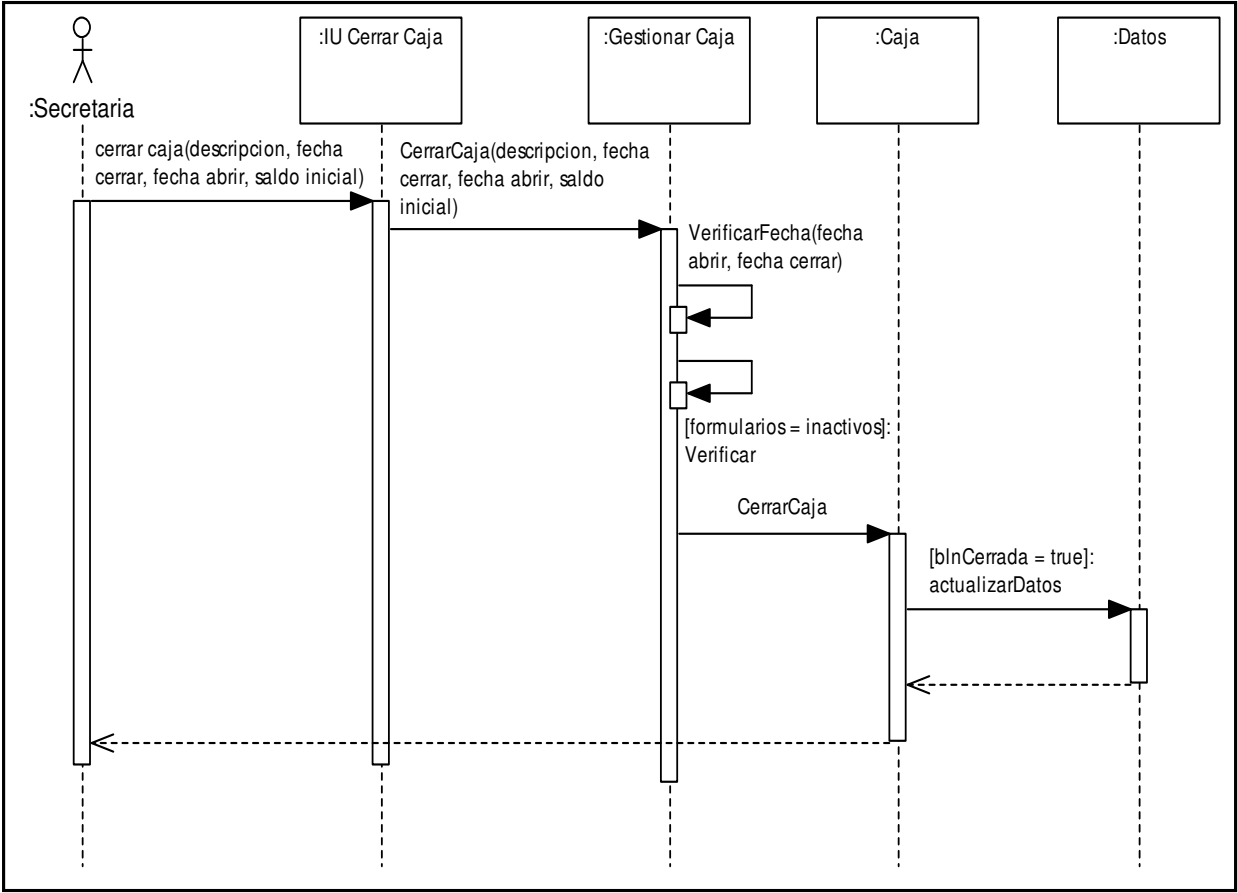 :IU Cerrar Caja
:Gestionar Caja
:Caja
:Datos
:Secretaria
cerrar caja(descripcion, fecha
cerrar, fecha abrir, saldo inicial)
CerrarCaja(descripcion, fecha
cerrar, fecha abrir, saldo
inicial)
VerificarFecha(fecha
abrir, fecha cerrar)
[formularios = inactivos]:
Verificar
CerrarCaja
[blnCerrada = true]:
actualizarDatos